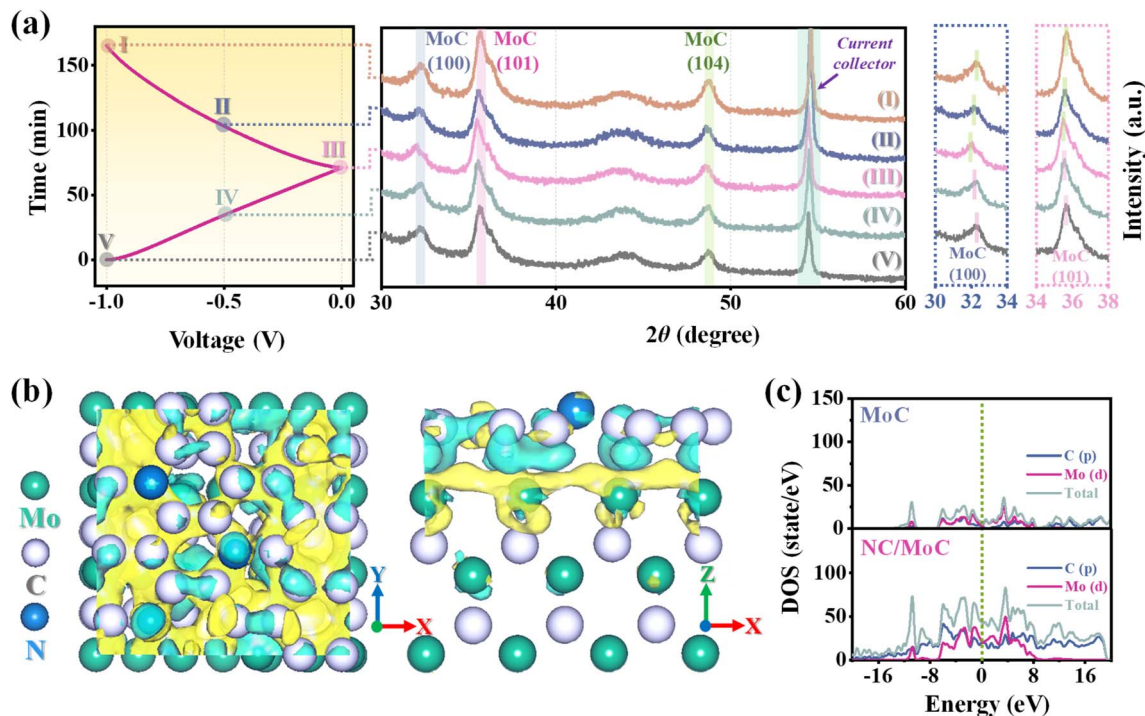 (a)
Time (min)
150
100
50
0
I
II
III
IV
V
-1.0
-0.5
0.0
Voltage (V)
MoC
(100)
MoC
(101)
MoC
(104)
Current
collector
(I)
(II)
(III)
(IV)
(V)
30
40
50
60
2θ (degree)
MoC
(100)
30
32
34
MoC
(101)
34
36
38
Intensity (a.u.)
(b)
Mo
C
N
Y
X
Z
X
(c)
DOS (state/eV)
150
100
50
0
MoC
C (p)
Mo (d)
Total
150
100
50
0
NC/MoC
C (p)
Mo (d)
Total
-16
-8
0
8
16
Energy (eV)